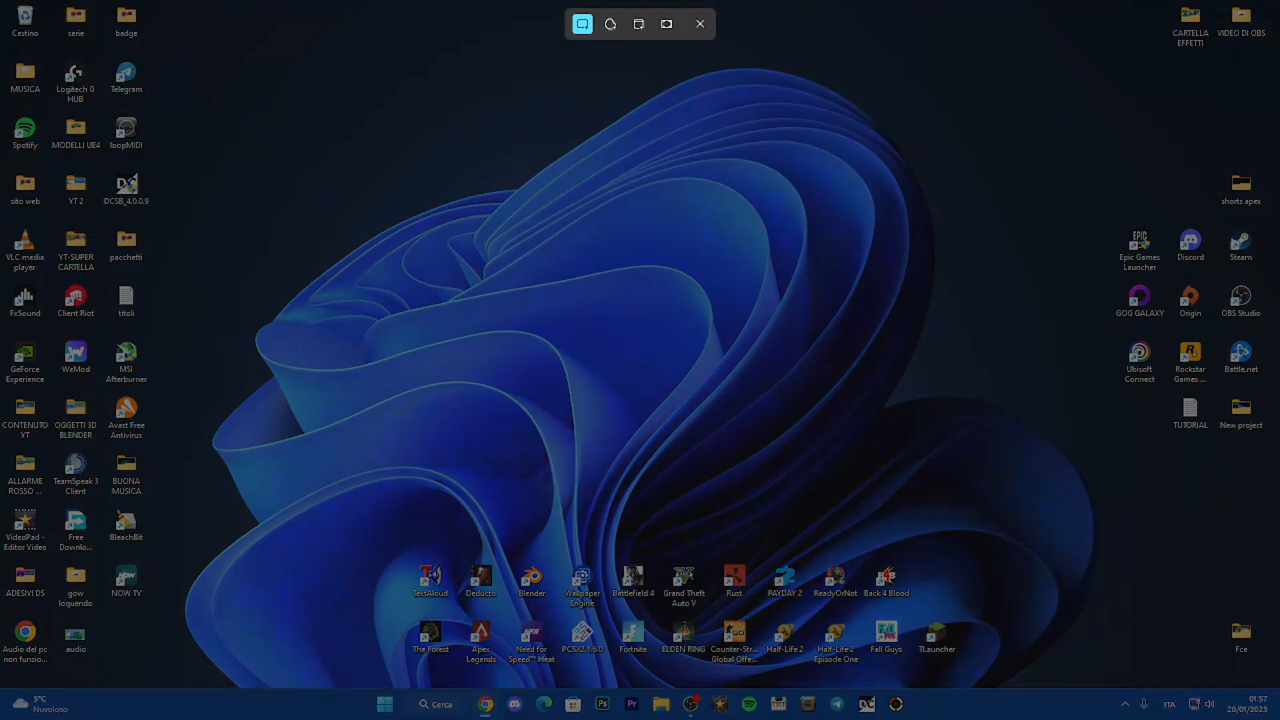 Cestino
serie
badge
CARTELLA
EFFETTI
VIDEO DI OBS
MUSICA
Logitech G
HUB
Telegram
Spotify
MODELLI UE4
loopMIDI
sito web
YT 2
DCSB_4.0.0.9
shorts apex
VLC media
player
YT-SUPER
CARTELLA
pacchetti
Epic Games
Launcher
Discord
Steam
FxSound
Client Riot
titoli
GOG GALAXY
Origin
OBS Studio
GeForce
Experience
WeMod
MSI
Afterburner
Ubisoft
Connect
Rockstar
Games ...
Battle.net
CONTENUTO
YT
OGGETTI 3D
BLENDER
Avast Free
Antivirus
TUTORIAL
New project
ALLARME
ROSSO ...
TeamSpeak 3
Client
BUONA
MUSICA
VideoPad -
Editor Video
Free
Downlo...
BleachBit
ADESIVI DS
gow
loquendo
NOW TV
TextAloud
Deducto
Blender
Wallpaper
Engine
Battlefield 4
Grand Theft
Auto V
Rust
PAYDAY 2
ReadyOrNot
Back 4 Blood
Audio del pc
non funzio...
audio
The Forest
Apex
Legends
Need for
Speed™ Heat
PCSX2 1.6.0
Fortnite
ELDEN RING
Counter-Str...
Global Offe...
Half-Life 2
Half-Life 2
Episode One
Fall Guys
TLauncher
Fce
5°C
Nuvoloso
Cerca
ITA
01:57
20/01/2023